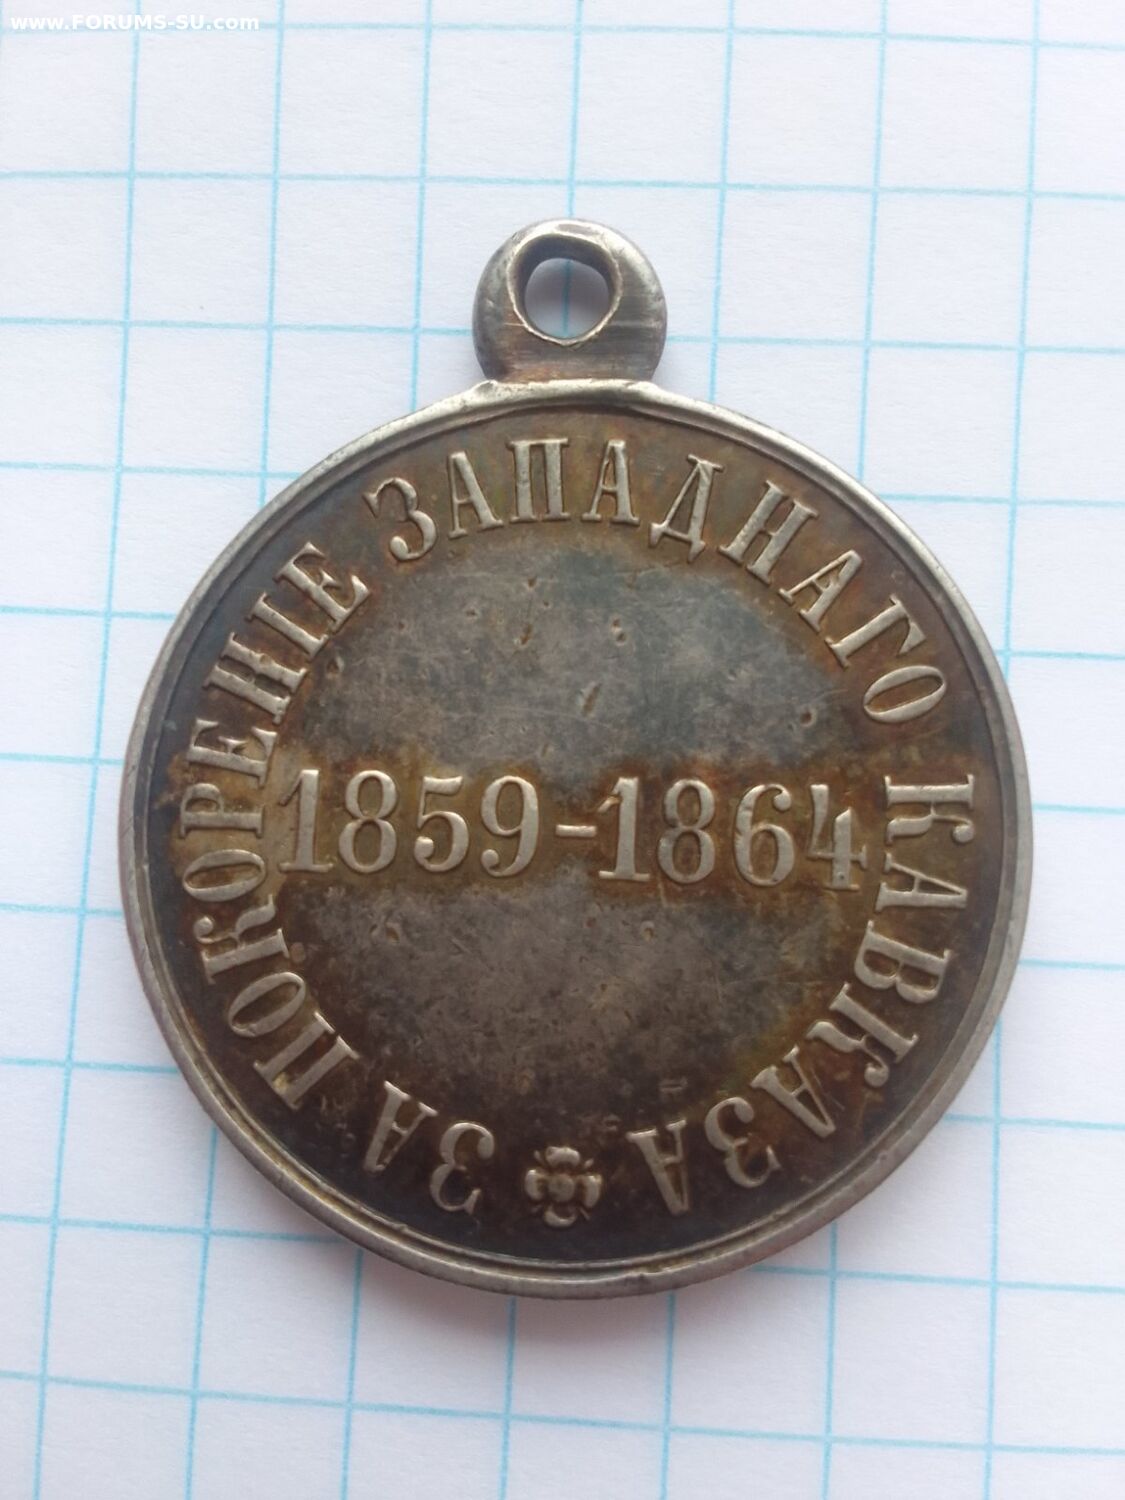 www.FORUMS-SU.com
ЗА ПОКОРЕНІЕ ЗАПАДНАГО КАВКАЗА
1859-1864